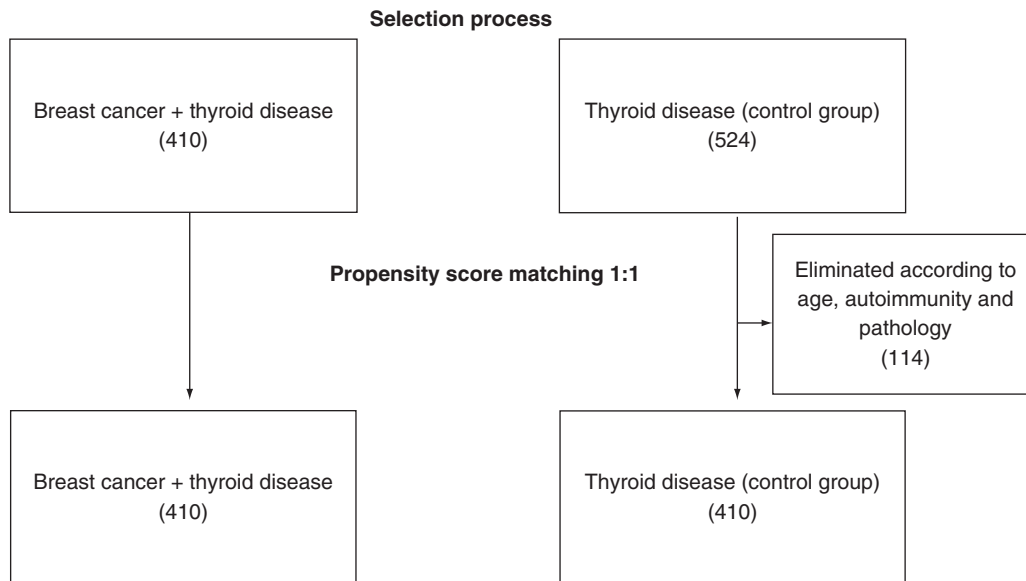 Selection process
Breast cancer + thyroid disease
(410)
Thyroid disease (control group)
(524)
Propensity score matching 1:1
Eliminated according to
age, autoimmunity and
pathology
(114)
Breast cancer + thyroid disease
(410)
Thyroid disease (control group)
(410)